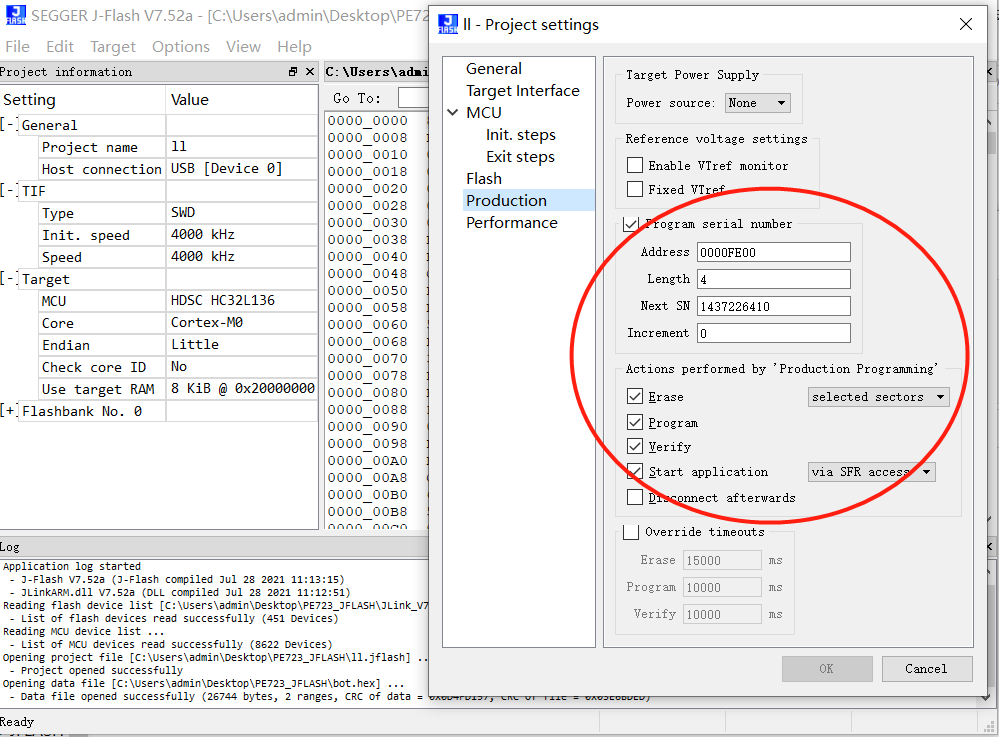 SEGGER J-Flash V7.52a - [C:\Users\admin\Desktop\PE72
File Edit Target Options View Help
Project information
Setting Value
[-] General
Project name ll
Host connection USB [Device 0]
[-] TIF
Type SWD
Init. speed 4000 kHz
Speed 4000 kHz
[-] Target
MCU HDSC HC32L136
Core Cortex-M0
Endian Little
Check core ID No
Use target RAM 8 KiB @ 0x20000000
[+] Flashbank No. 0
C:\Users\admi
Go To:
0000_0000
0000_0008
0000_0010
0000_0018
0000_0020
0000_0028
0000_0030
0000_0038
0000_0040
0000_0048
0000_0050
0000_0058
0000_0060
0000_0068
0000_0070
0000_0078
0000_0080
0000_0088
0000_0090
0000_0098
0000_00A0
0000_00A8
0000_00B0
0000_00B8
ll - Project settings
General
Target Interface
MCU
Init. steps
Exit steps
Flash
Production
Performance
Target Power Supply
Power source: None
Reference voltage settings
Enable VTref monitor
Fixed VTref
Program serial number
Address 0000FE00
Length 4
Next SN 1437226410
Increment 0
Actions performed by 'Production Programming'
Erase selected sectors
Program
Verify
Start application via SFR access
Disconnect afterwards
Override timeouts
Erase 15000 ms
Program 10000 ms
Verify 10000 ms
OK Cancel
Log
Application log started
- J-Flash V7.52a (J-Flash compiled Jul 28 2021 11:13:15)
- JLinkARM.dll V7.52a (DLL compiled Jul 28 2021 11:12:51)
Reading flash device list [C:\Users\admin\Desktop\PE723_JFLASH\JLink_V7
- List of flash devices read successfully (451 Devices)
Reading MCU device list ...
- List of MCU devices read successfully (8622 Devices)
Opening project file [C:\Users\admin\Desktop\PE723_JFLASH\ll.jflash] ..
- Project opened successfully
Opening data file [C:\Users\admin\Desktop\PE723_JFLASH\bot.hex] ...
- Data file opened successfully (26744 bytes, 2 ranges, CRC of data =
Ready